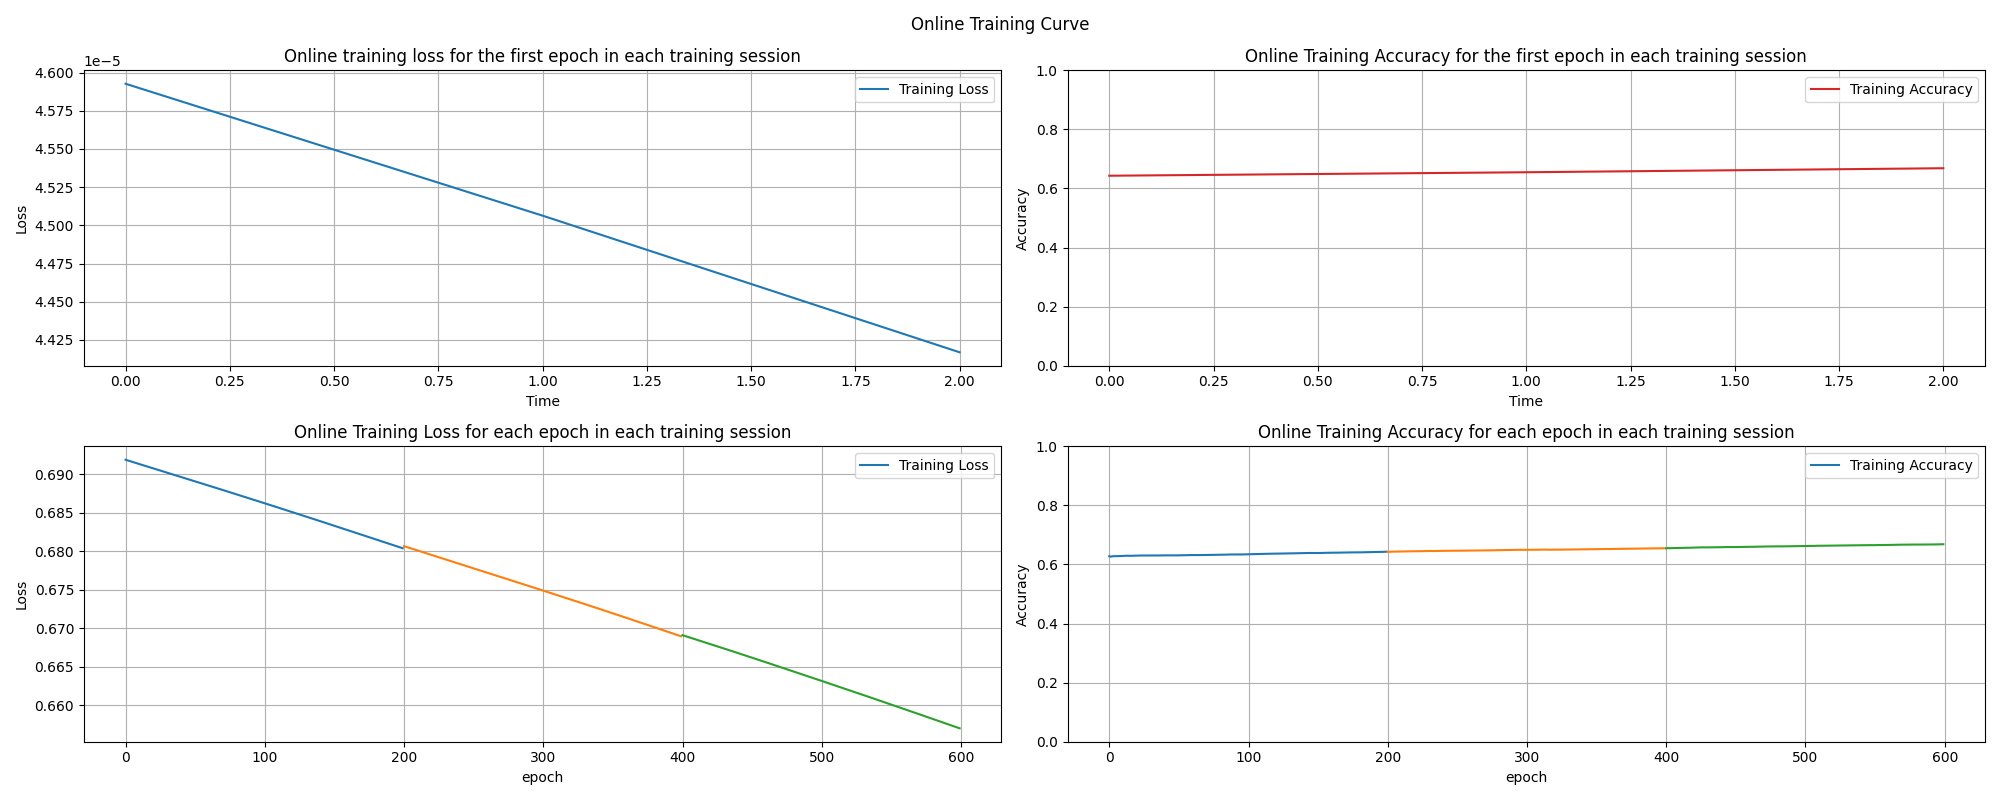 Online Training Curve
Online training loss for the first epoch in each training session
1e−5
4.600
4.575
4.550
4.525
4.500
4.475
4.450
4.425
Loss
Training Loss
0.00 0.25 0.50 0.75 1.00 1.25 1.50 1.75 2.00
Time
Online Training Accuracy for the first epoch in each training session
1.0
0.8
0.6
0.4
0.2
0.0
Accuracy
Training Accuracy
0.00 0.25 0.50 0.75 1.00 1.25 1.50 1.75 2.00
Time
Online Training Loss for each epoch in each training session
0.690
0.685
0.680
0.675
0.670
0.665
0.660
Loss
Training Loss
0 100 200 300 400 500 600
epoch
Online Training Accuracy for each epoch in each training session
1.0
0.8
0.6
0.4
0.2
0.0
Accuracy
Training Accuracy
0 100 200 300 400 500 600
epoch